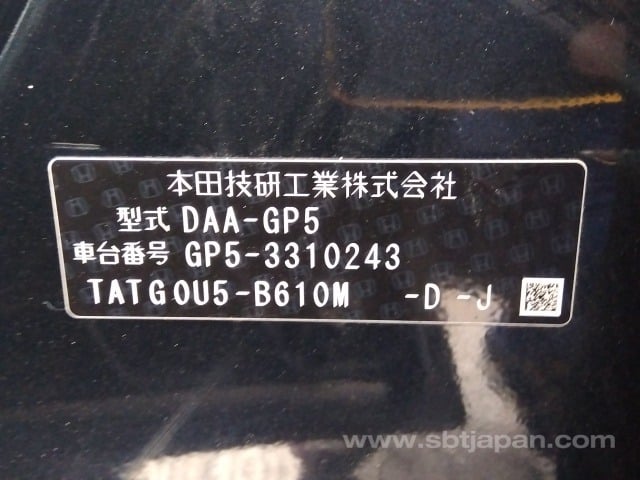 本田技研工業株式会社
型式 DAA-GP5
車台番号 GP5-3310243
TATG0U5-B610M -D -J
www.sbtjapan.com